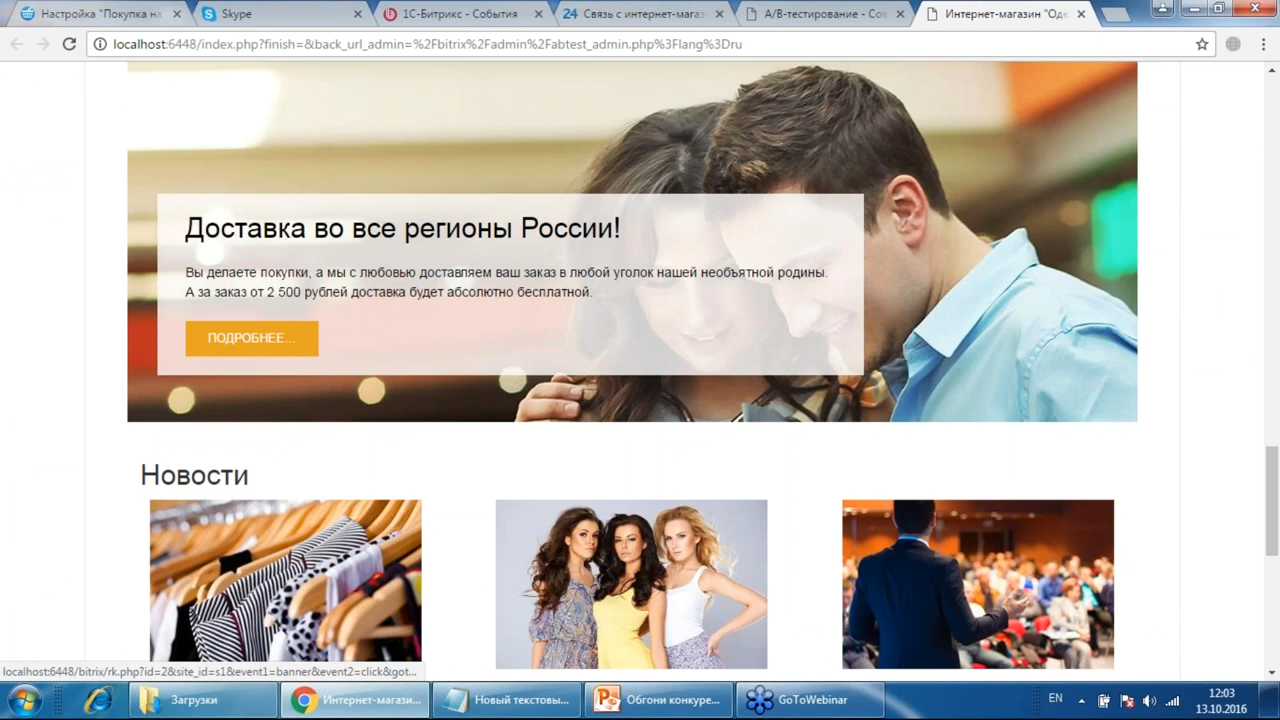 Настройка "Покупка на
Skype
1С-Битрикс - События
24 Связь с интернет-магаз
A/B-тестирование - Сов
Интернет-магазин "Оде
localhost:6448/index.php?finish=&back_url_admin=%2Fbitrix%2Fadmin%2Fabtest_admin.php%3Flang%3Dru
Доставка во все регионы России!
Вы делаете покупки, а мы с любовью доставляем ваш заказ в любой уголок нашей необъятной родины.
А за заказ от 2 500 рублей доставка будет абсолютно бесплатной.
ПОДРОБНЕЕ...
Новости
localhost:6448/bitrix/rk.php?id=2&site_id=s1&event1=banner&event2=click&got...
Загрузки
Интернет-магази...
Новый текстовы...
Обгони конкуре...
GoToWebinar
EN
12:03
13.10.2016